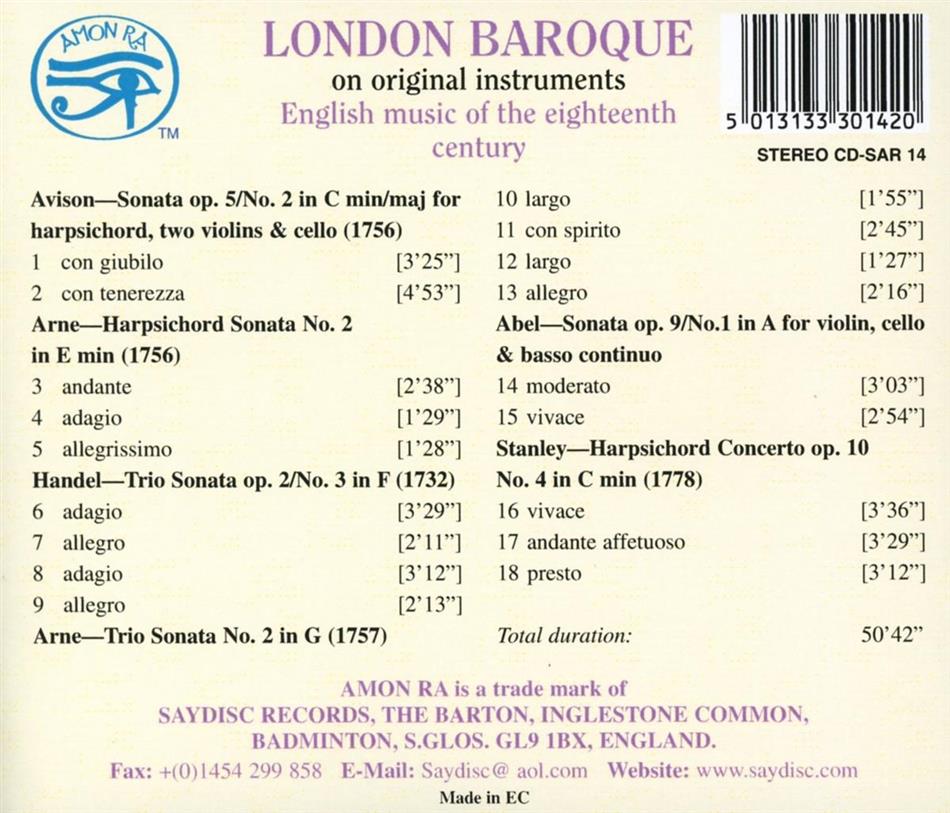 AMON RA
TM
LONDON BAROQUE
on original instruments
English music of the eighteenth
century
5 013133 301420
STEREO CD-SAR 14
Avison—Sonata op. 5/No. 2 in C min/maj for
harpsichord, two violins & cello (1756)
1 con giubilo [3’25”]
2 con tenerezza [4’53”]
Arne—Harpsichord Sonata No. 2
in E min (1756)
3 andante [2’38”]
4 adagio [1’29”]
5 allegrissimo [1’28”]
Handel—Trio Sonata op. 2/No. 3 in F (1732)
6 adagio [3’29”]
7 allegro [2’11”]
8 adagio [3’12”]
9 allegro [2’13”]
Arne—Trio Sonata No. 2 in G (1757)
10 largo [1’55”]
11 con spirito [2’45”]
12 largo [1’27”]
13 allegro [2’16”]
Abel—Sonata op. 9/No.1 in A for violin, cello
& basso continuo
14 moderato [3’03”]
15 vivace [2’54”]
Stanley—Harpsichord Concerto op. 10
No. 4 in C min (1778)
16 vivace [3’36”]
17 andante affetuoso [3’29”]
18 presto [3’12”]
Total duration: 50’42”
AMON RA is a trade mark of
SAYDISC RECORDS, THE BARTON, INGLESTONE COMMON,
BADMINTON, S.GLOS. GL9 1BX, ENGLAND.
Fax: +(0)1454 299 858 E-Mail: Saydisc@ aol.com Website: www.saydisc.com
Made in EC